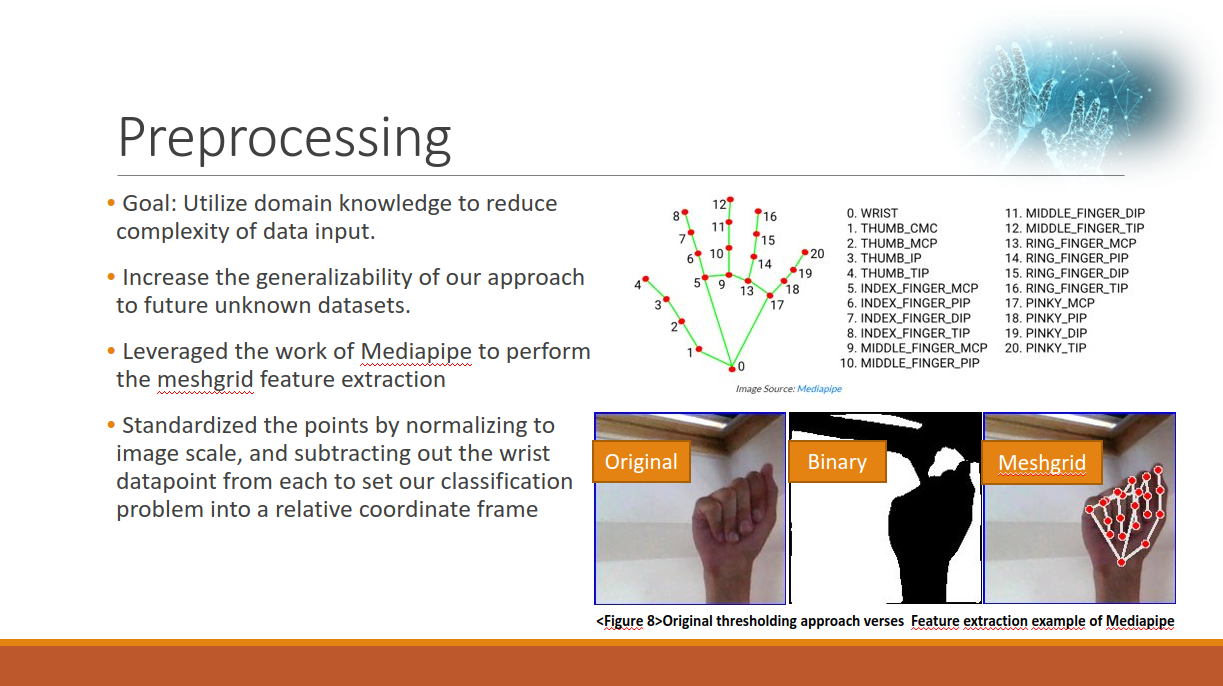 Preprocessing
• Goal: Utilize domain knowledge to reduce
complexity of data input.
• Increase the generalizability of our approach
to future unknown datasets.
• Leveraged the work of Mediapipe to perform
the meshgrid feature extraction
• Standardized the points by normalizing to
image scale, and subtracting out the wrist
datapoint from each to set our classification
problem into a relative coordinate frame
12
8
16
11
7
15
20
6
10
14
19
4
5
9
13
18
3
17
2
1
0
0. WRIST
1. THUMB_CMC
2. THUMB_MCP
3. THUMB_IP
4. THUMB_TIP
5. INDEX_FINGER_MCP
6. INDEX_FINGER_PIP
7. INDEX_FINGER_DIP
8. INDEX_FINGER_TIP
9. MIDDLE_FINGER_MCP
10. MIDDLE_FINGER_PIP
11. MIDDLE_FINGER_DIP
12. MIDDLE_FINGER_TIP
13. RING_FINGER_MCP
14. RING_FINGER_PIP
15. RING_FINGER_DIP
16. RING_FINGER_TIP
17. PINKY_MCP
18. PINKY_PIP
19. PINKY_DIP
20. PINKY_TIP
Image Source: Mediapipe
Original
Binary
Meshgrid
<Figure 8>Original thresholding approach verses Feature extraction example of Mediapipe